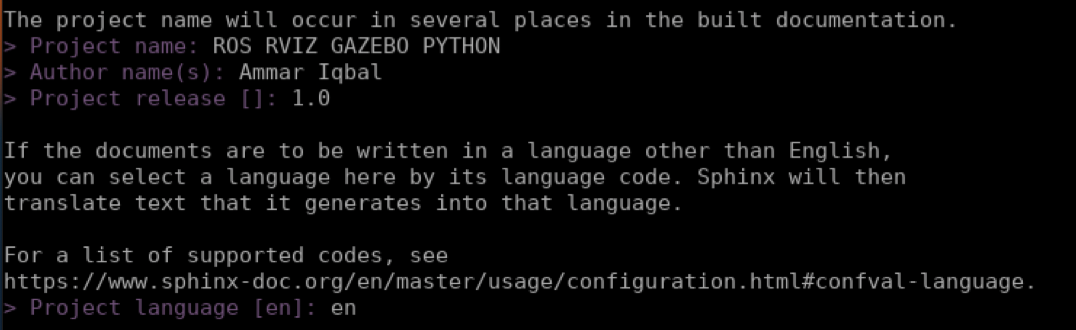 The project name will occur in several places in the built documentation.
> Project name: ROS RVIZ GAZEBO PYTHON
> Author name(s): Ammar Iqbal
> Project release []: 1.0
If the documents are to be written in a language other than English,
you can select a language here by its language code. Sphinx will then
translate text that it generates into that language.
For a list of supported codes, see
https://www.sphinx-doc.org/en/master/usage/configuration.html#confval-language.
> Project language [en]: en